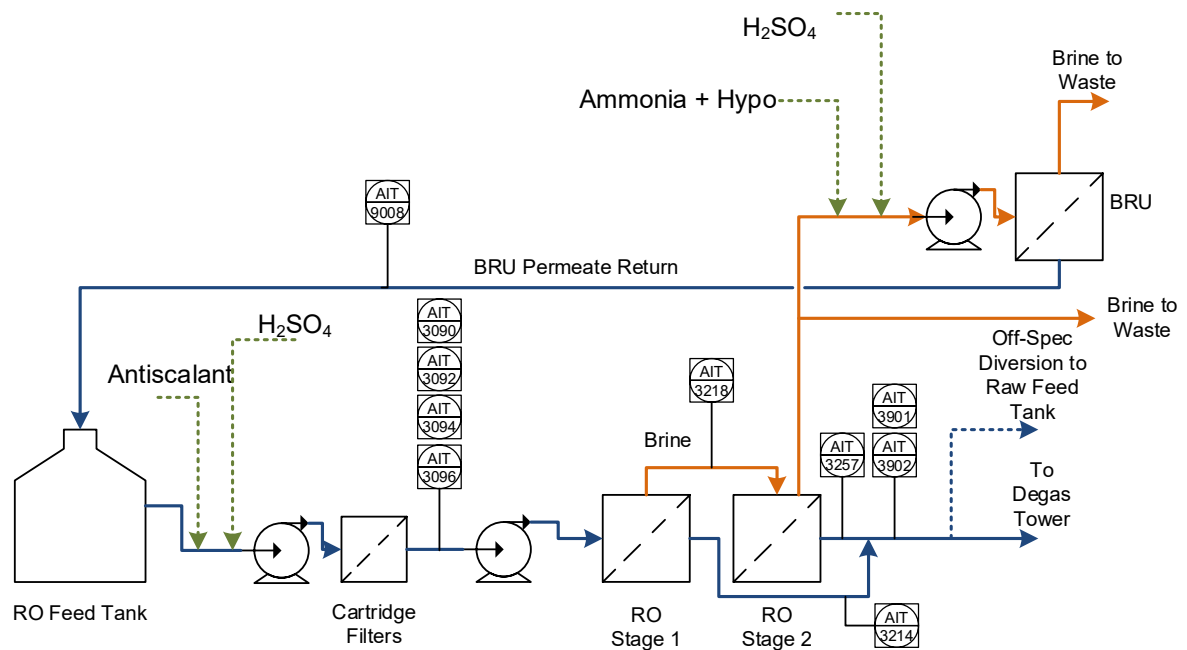 H₂SO₄
Brine to
Waste
Ammonia + Hypo
AIT
9008
BRU
BRU Permeate Return
AIT
3090
H₂SO₄
Brine to
Waste
AIT
3092
Off-Spec
Diversion to
Raw Feed
Tank
Antiscalant
AIT
3218
AIT
3901
AIT
3094
Brine
AIT
3257
AIT
3902
AIT
3096
To
Degas
Tower
RO Feed Tank
Cartridge
Filters
RO
Stage 1
RO
Stage 2
AIT
3214